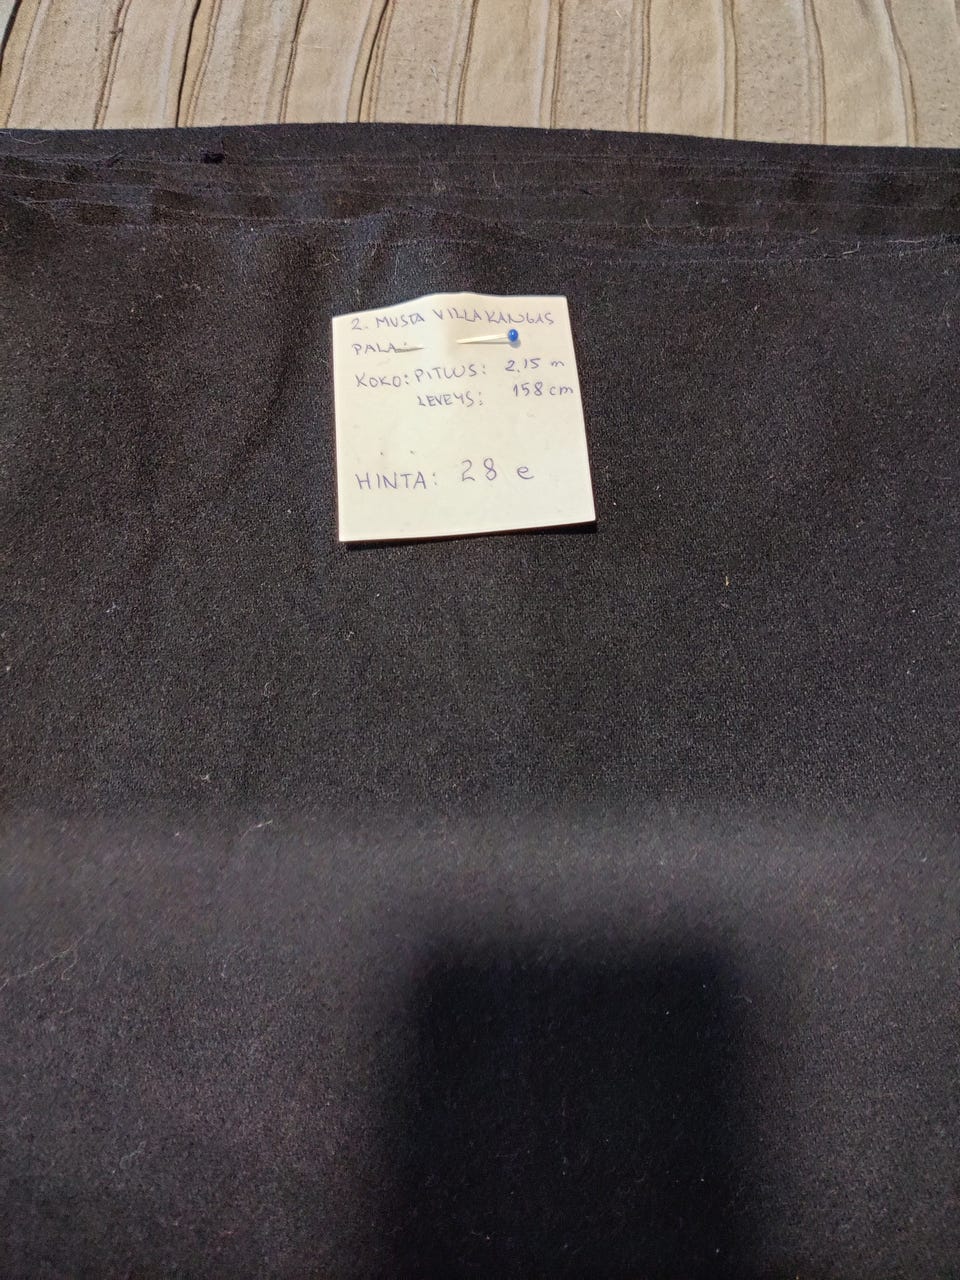 2. MUSTA VILLAKANGAS
PALA:
KOKO: PITUUS: 2,15 m
LEVEYS: 158 cm
HINTA: 28 e